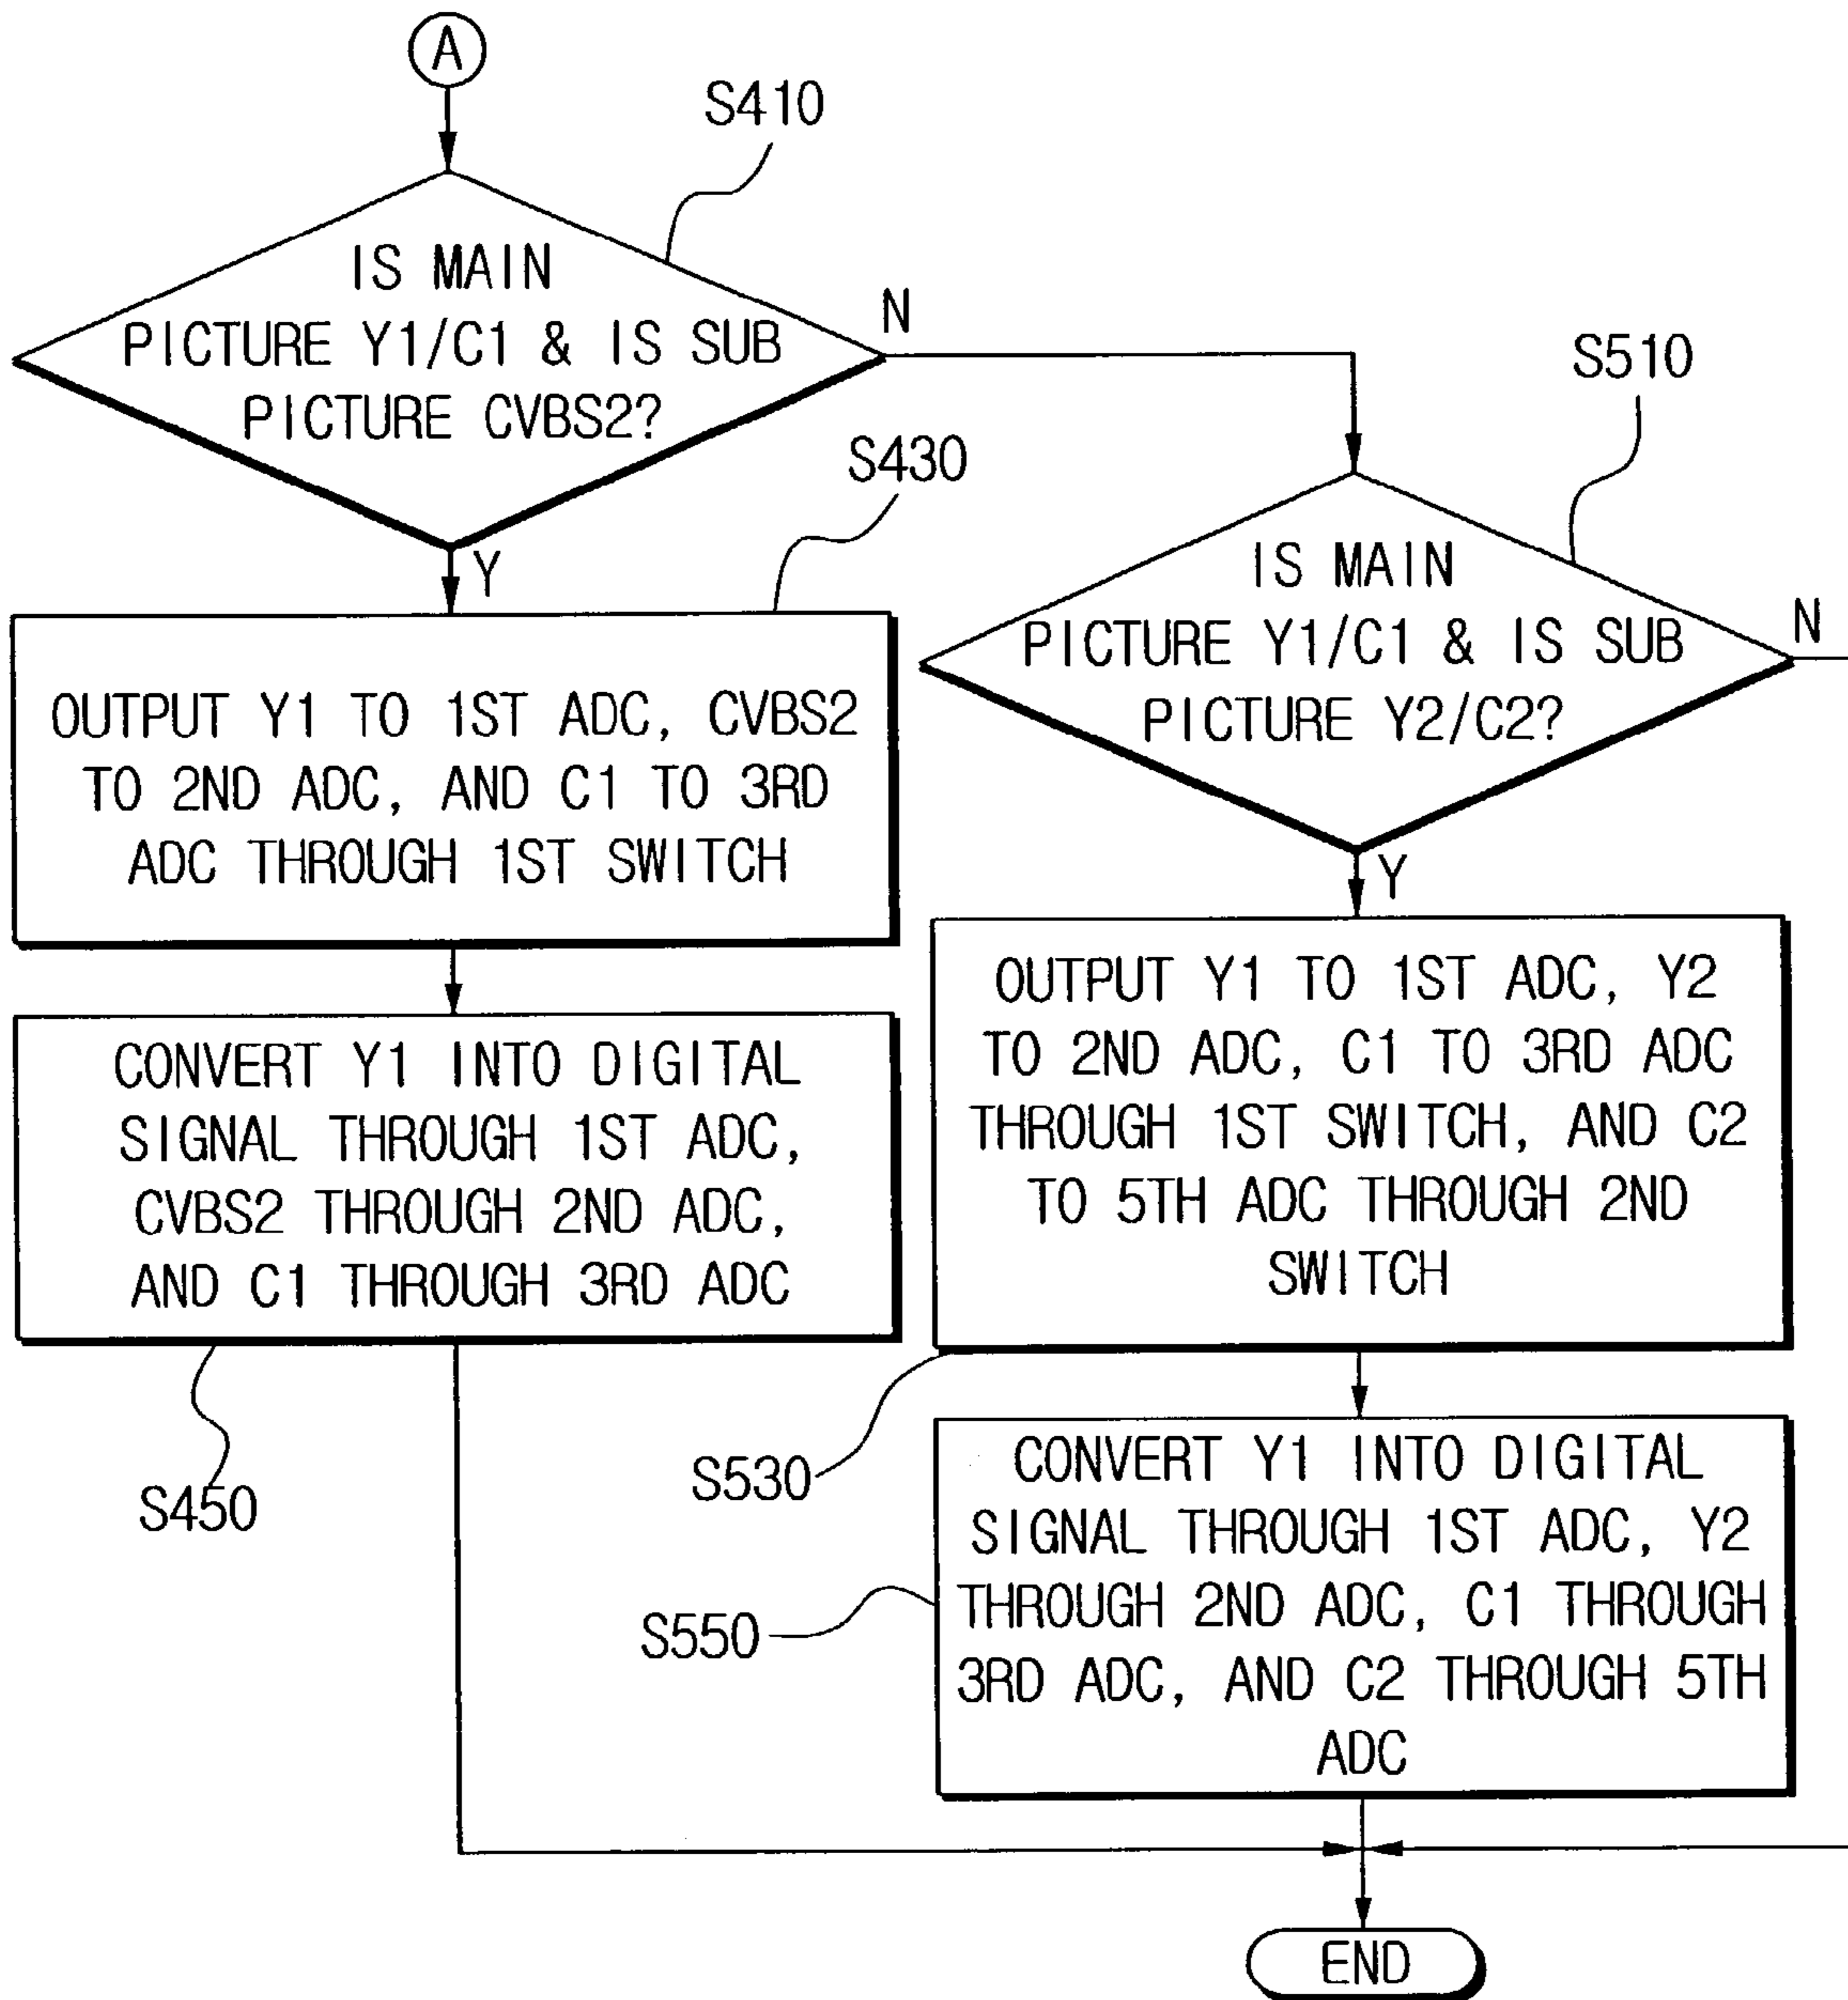 A
S410
IS MAIN
PICTURE Y1/C1 & IS SUB
PICTURE CVBS2?
N
Y
S430
OUTPUT Y1 TO 1ST ADC, CVBS2
TO 2ND ADC, AND C1 TO 3RD
ADC THROUGH 1ST SWITCH
CONVERT Y1 INTO DIGITAL
SIGNAL THROUGH 1ST ADC,
CVBS2 THROUGH 2ND ADC,
AND C1 THROUGH 3RD ADC
S450
S510
IS MAIN
PICTURE Y1/C1 & IS SUB
PICTURE Y2/C2?
N
Y
OUTPUT Y1 TO 1ST ADC, Y2
TO 2ND ADC, C1 TO 3RD ADC
THROUGH 1ST SWITCH, AND C2
TO 5TH ADC THROUGH 2ND
SWITCH
S530
CONVERT Y1 INTO DIGITAL
SIGNAL THROUGH 1ST ADC, Y2
THROUGH 2ND ADC, C1 THROUGH
3RD ADC, AND C2 THROUGH 5TH
ADC
S550
END